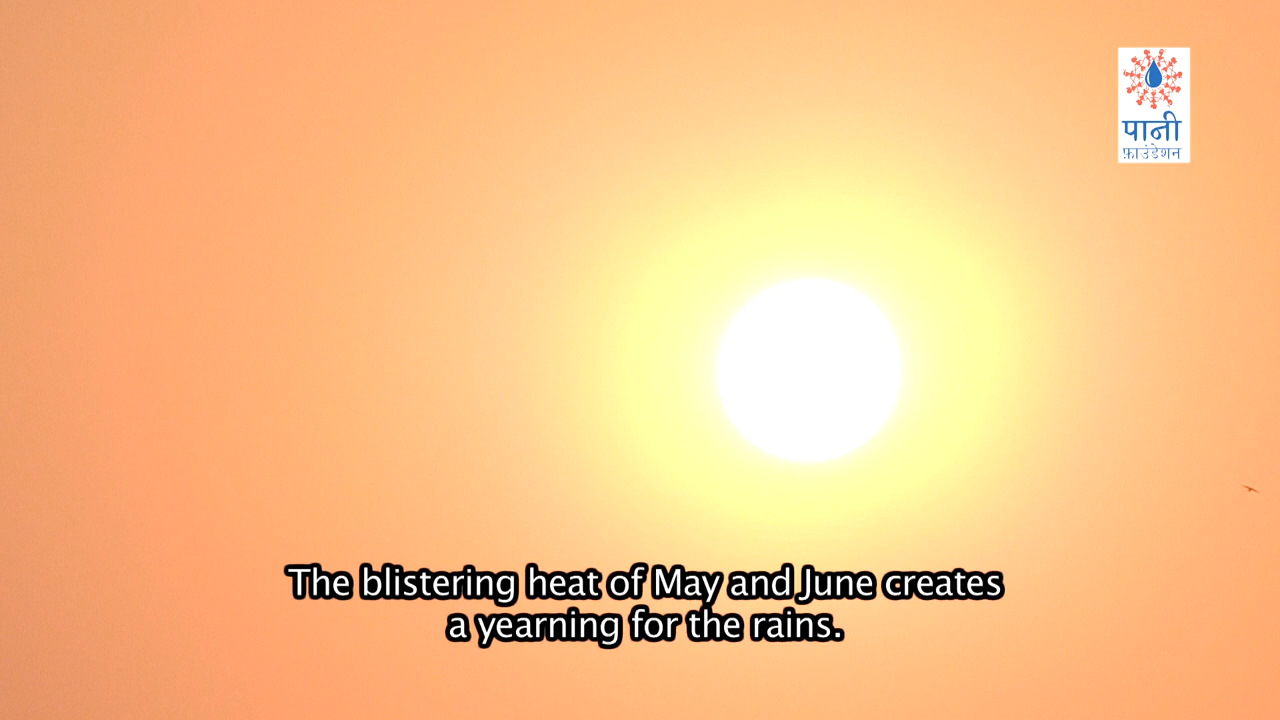 पानी
फ़ाउंडेशन
The blistering heat of May and June creates
a yearning for the rains.